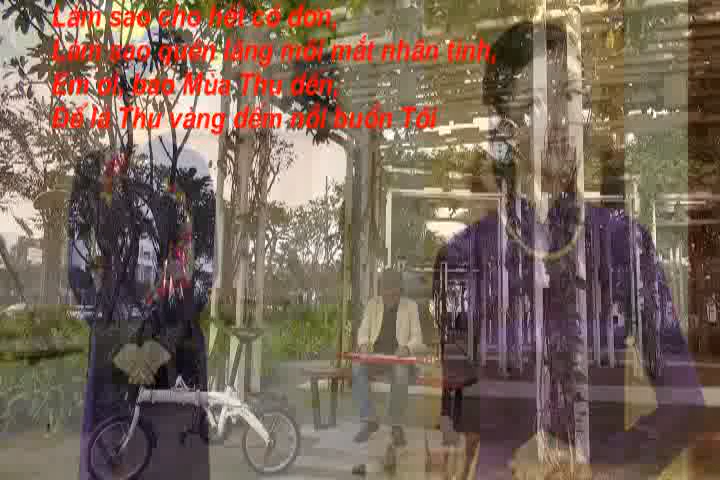 Làm sao cho hết cô đơn,
Làm sao quên lãng môi mắt nhân tình,
Em ơi, bao Mùa Thu đến,
Để lá Thu vàng đếm nỗi buồn Tôi